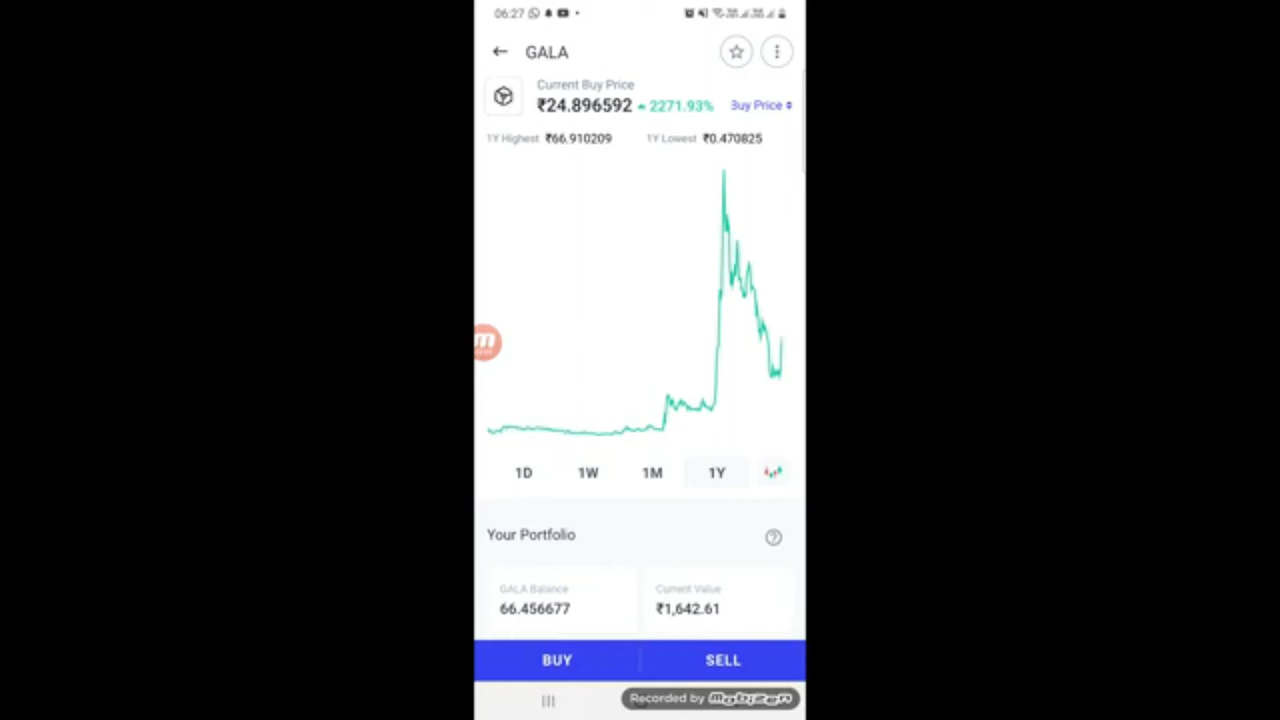 06:27
GALA
Current Buy Price
₹24.896592 2271.93% Buy Price
1Y Highest ₹66.910209 1Y Lowest ₹0.470825
1D 1W 1M 1Y
Your Portfolio
GALA Balance Current Value
66.456677 ₹1,642.61
BUY SELL
Recorded by mobizen